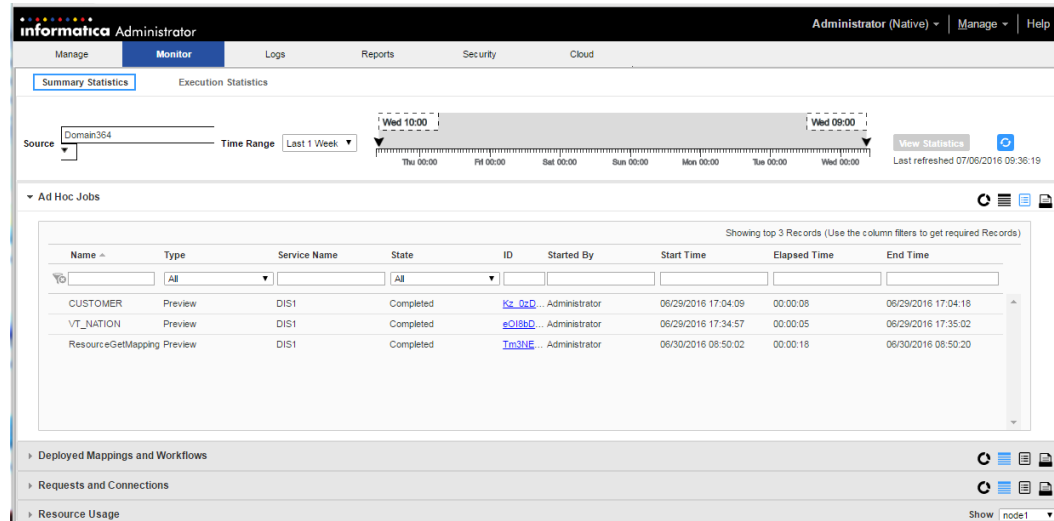 informatica Administrator
Administrator (Native) Manage Help
Manage Monitor Logs Reports Security Cloud
Summary Statistics Execution Statistics
Wed 10:00 Wed 09:00
Source Domain364 Time Range Last 1 Week View Statistics
Thu 00:00 Fri 00:00 Sat 00:00 Sun 00:00 Mon 00:00 Tue 00:00 Wed 00:00 Last refreshed 07/06/2016 09:36:19
Ad Hoc Jobs
Showing top 3 Records (Use the column filters to get required Records)
Name Type Service Name State ID Started By Start Time Elapsed Time End Time
All All
CUSTOMER Preview DIS1 Completed Kz_0zD... Administrator 06/29/2016 17:04:09 00:00:08 06/29/2016 17:04:18
VT_NATION Preview DIS1 Completed eOI8bD... Administrator 06/29/2016 17:34:57 00:00:05 06/29/2016 17:35:02
ResourceGetMapping Preview DIS1 Completed Tm3NE... Administrator 06/30/2016 08:50:02 00:00:18 06/30/2016 08:50:20
Deployed Mappings and Workflows
Requests and Connections
Resource Usage Show node1